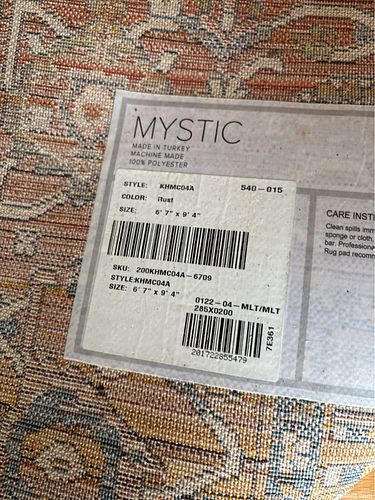 MYSTIC
MADE IN TURKEY
MACHINE MADE
100% POLYESTER
STYLE: KHMC04A 540-015
COLOR: Rust
SIZE: 6' 7" x 9' 4"
SKU: 200KHMC04A-6709
STYLE:KHMC04A
SIZE: 6' 7" x 9' 4"
0122-04-MLT/MLT
285X0200
201722855479
7E361
CARE INST
Clean spills imm
sponge or cloth,
bar. Professiona
Rug pad recomm